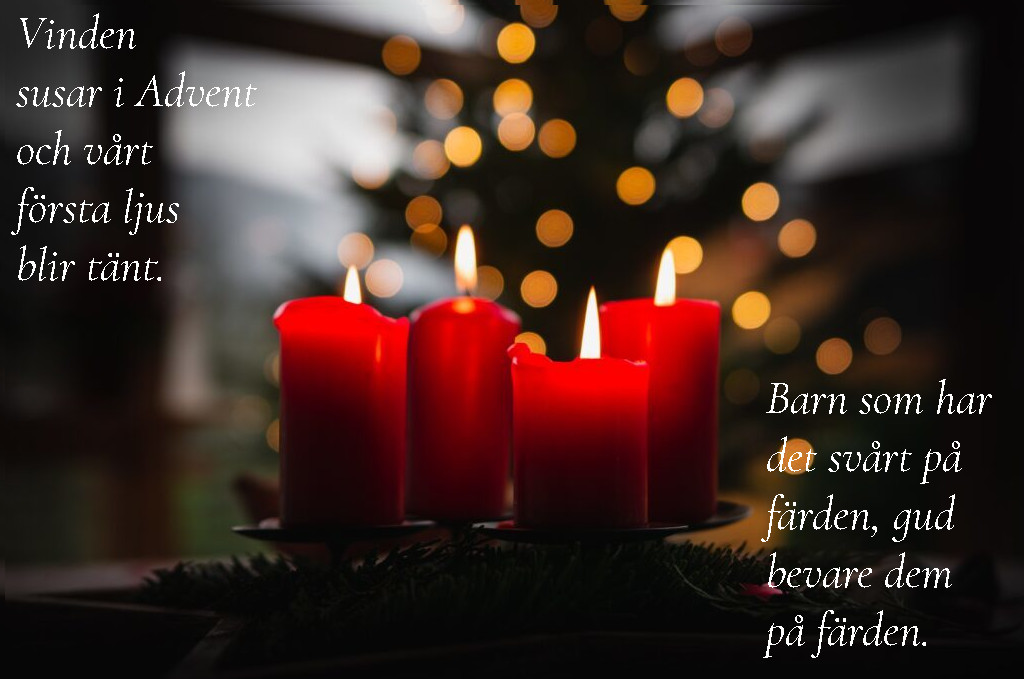 Vinden
susar i Advent
och vårt
första ljus
blir tänt.
Barn som har
det svårt på
färden, gud
bevare dem
på färden.